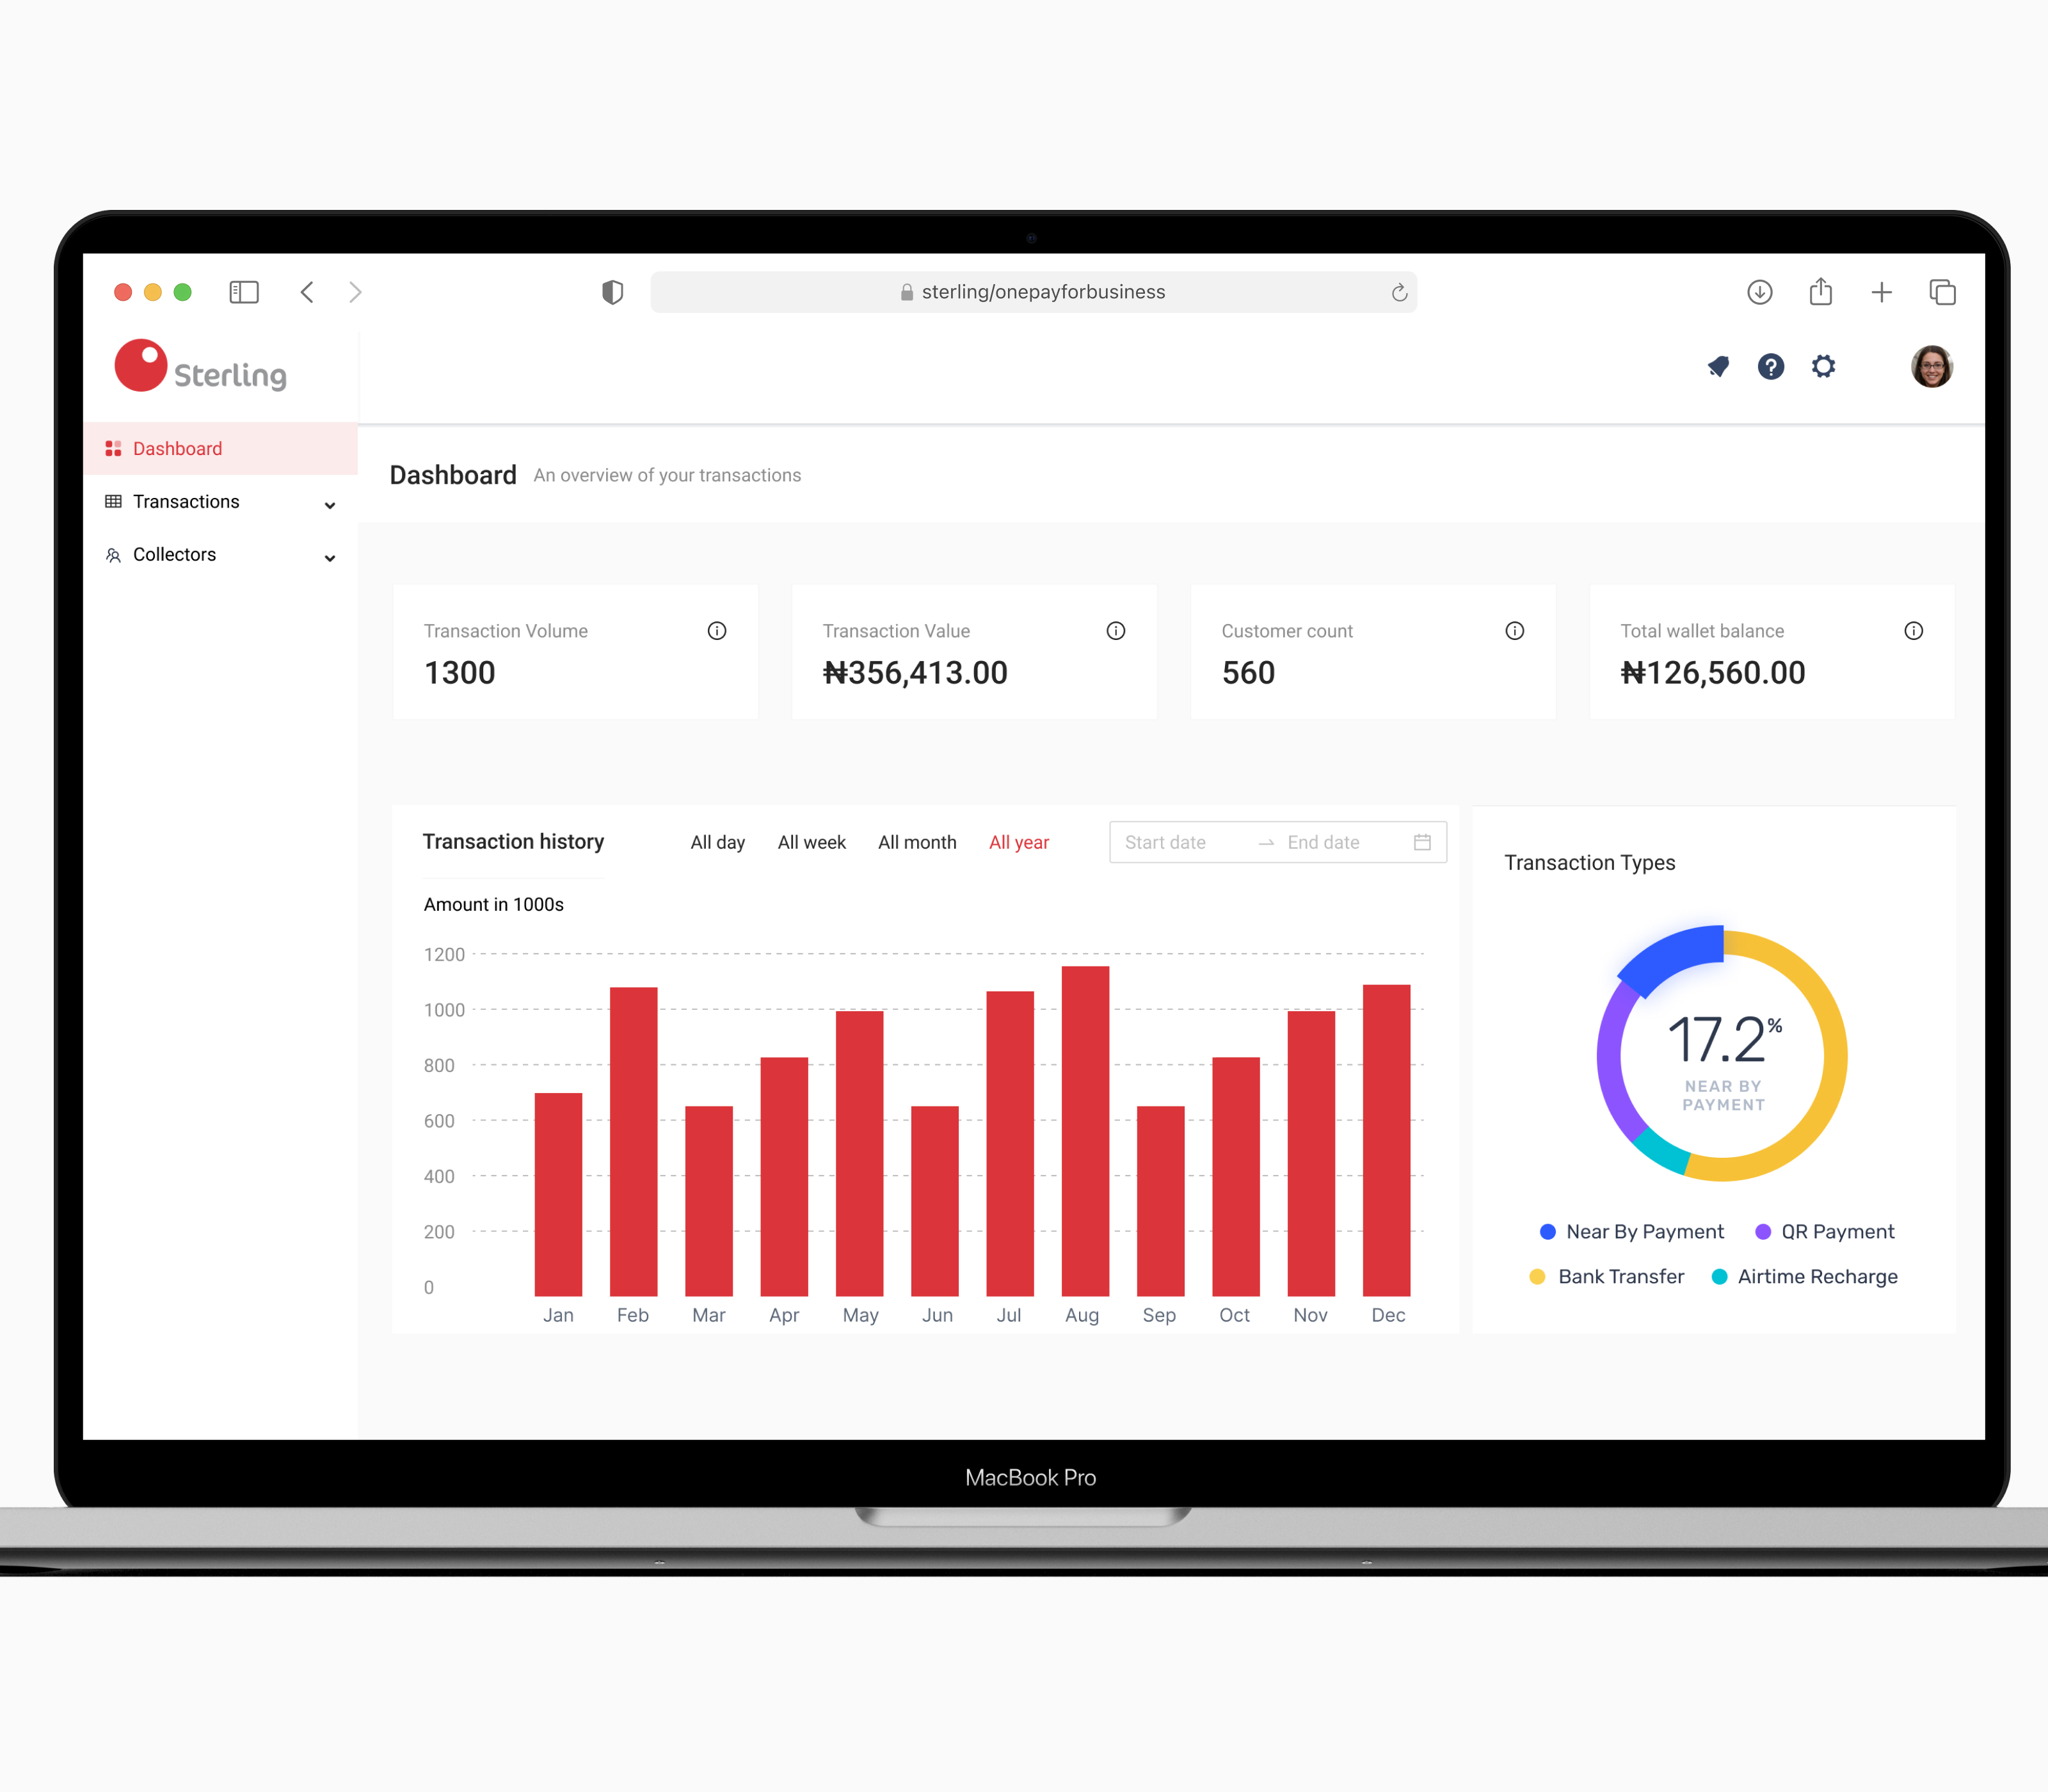 sterling/onepayforbusiness
Sterling
Dashboard
Transactions
Collectors
Dashboard An overview of your transactions
Transaction Volume
1300
Transaction Value
₦356,413.00
Customer count
560
Total wallet balance
₦126,560.00
Transaction history All day All week All month All year Start date End date
Amount in 1000s
1200
1000
800
600
400
200
0
Jan Feb Mar Apr May Jun Jul Aug Sep Oct Nov Dec
Transaction Types
17.2%
NEAR BY
PAYMENT
Near By Payment QR Payment
Bank Transfer Airtime Recharge
MacBook Pro